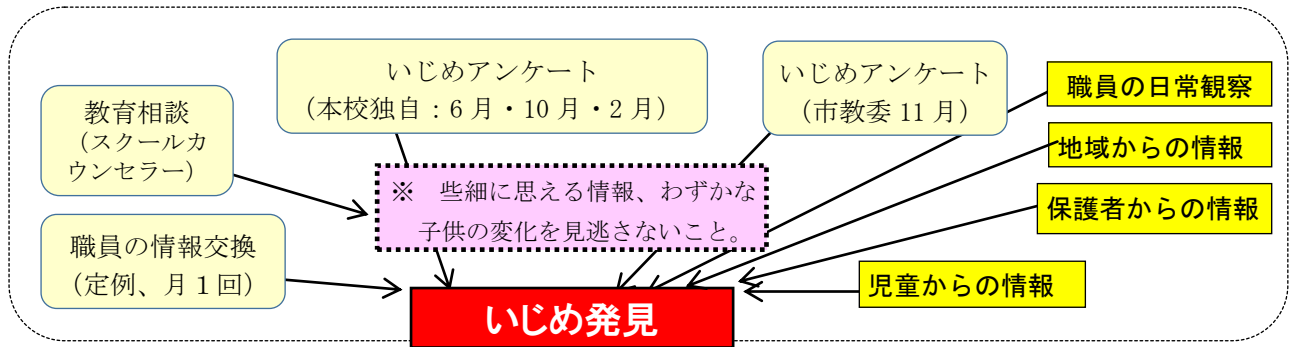 いじめアンケート
（本校独自：6月・10月・2月）
いじめアンケート
（市教委 11月）
職員の日常観察
教育相談
（スクールカ
ウンセラー）
地域からの情報
※　些細に思える情報、わずかな
子供の変化を見逃さないこと。
保護者からの情報
職員の情報交換
（定例、月1回）
児童からの情報
いじめ発見